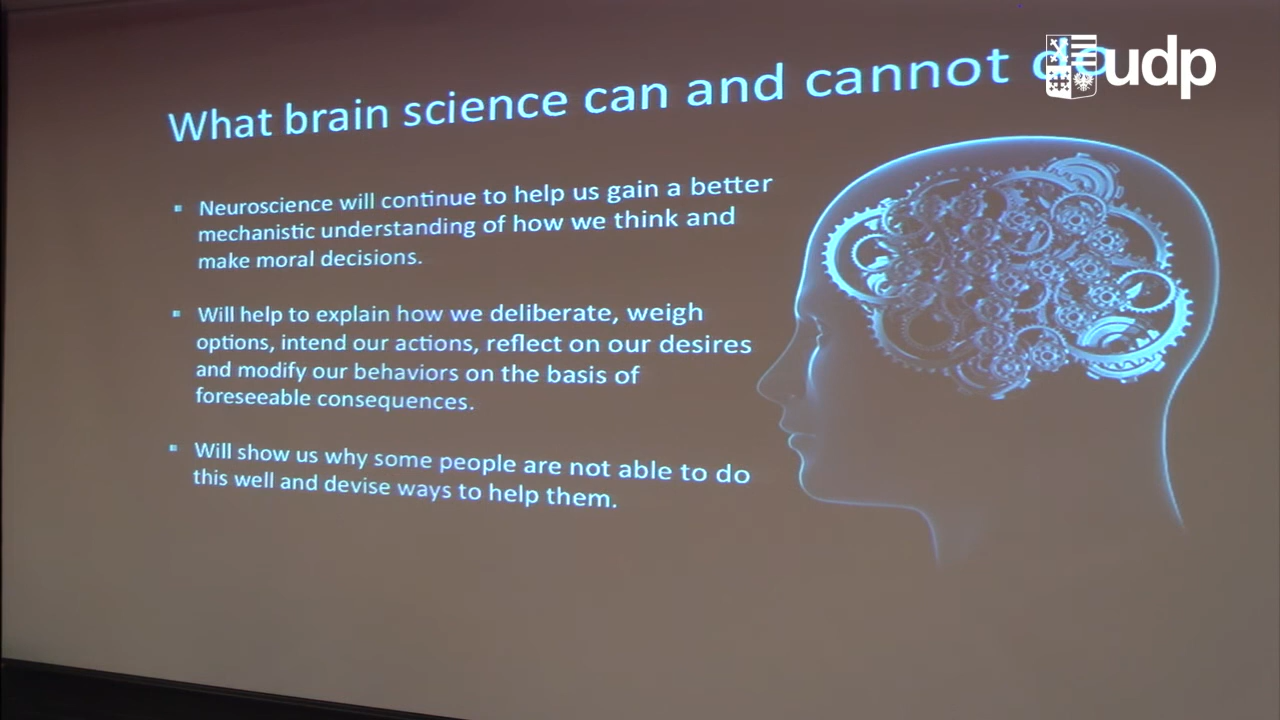 udp
What brain science can and cannot do
▪ Neuroscience will continue to help us gain a better
mechanistic understanding of how we think and
make moral decisions.
▪ Will help to explain how we deliberate, weigh
options, intend our actions, reflect on our desires
and modify our behaviors on the basis of
foreseeable consequences.
▪ Will show us why some people are not able to do
this well and devise ways to help them.